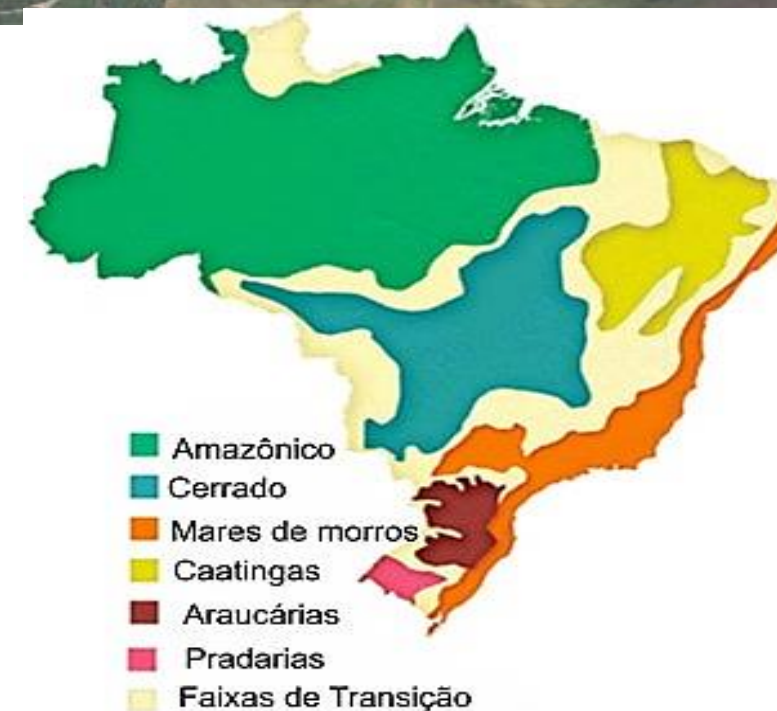 Amazônico
Cerrado
Mares de morros
Caatingas
Araucárias
Pradarias
Faixas de Transição